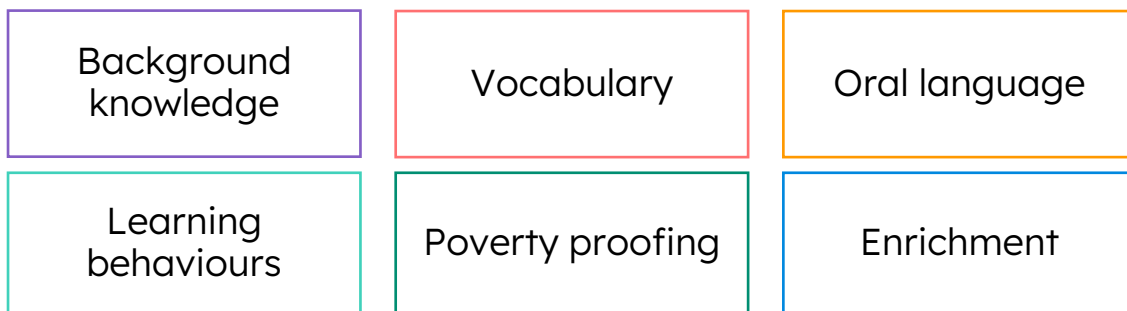 Background
knowledge
Vocabulary
Oral language
Learning
behaviours
Poverty proofing
Enrichment